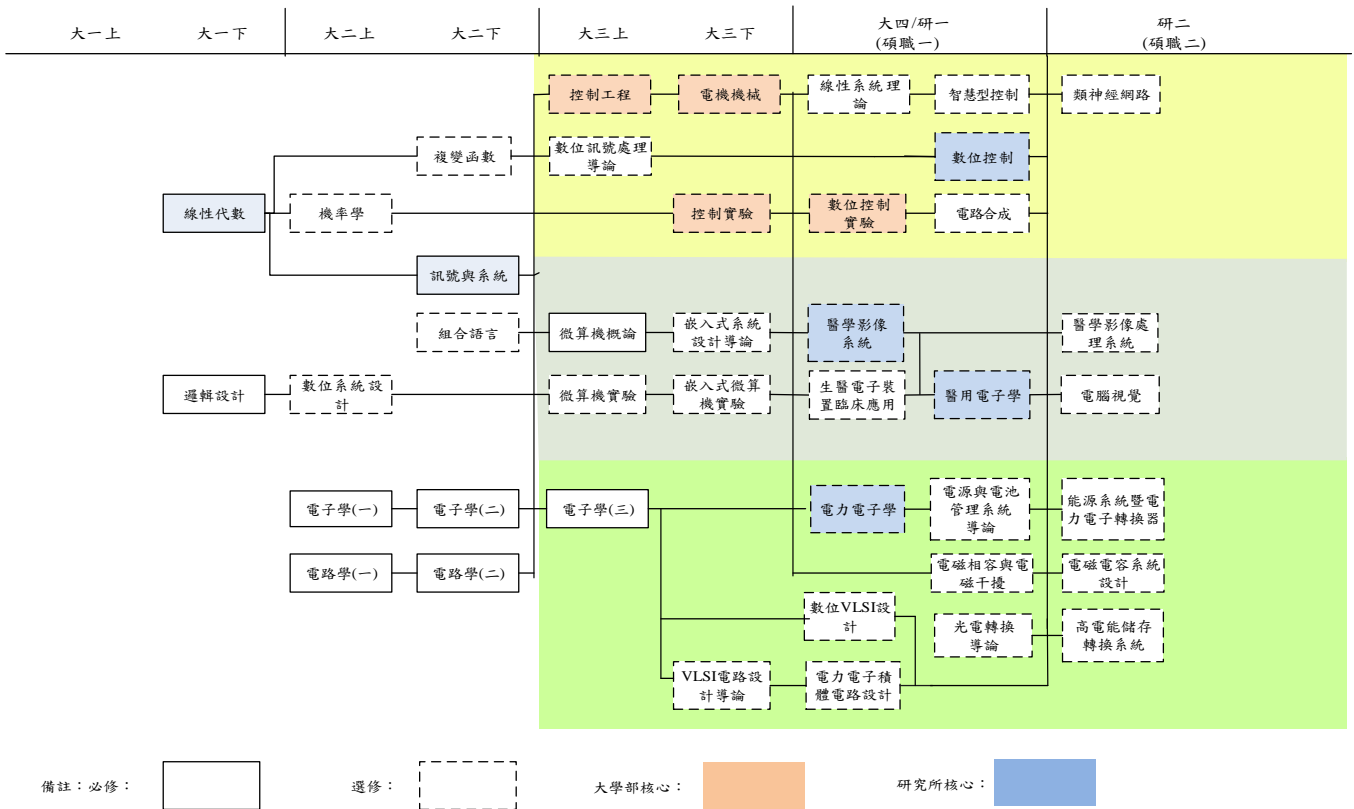 大一上
大一下
大二上
大二下
大三上
大三下
大四/研一
(碩職一)
研二
(碩職二)
控制工程
電機機械
線性系統理
論
智慧型控制
類神經網路
複變函數
數位訊號處理
導論
數位控制
線性代數
機率學
控制實驗
數位控制
實驗
電路合成
訊號與系統
組合語言
微算機概論
嵌入式系統
設計導論
醫學影像
系統
醫學影像處
理系統
邏輯設計
數位系統設
計
微算機實驗
嵌入式微算
機實驗
生醫電子裝
置臨床應用
醫用電子學
電腦視覺
電子學(一)
電子學(二)
電子學(三)
電力電子學
電源與電池
管理系統
導論
能源系統暨電
力電子轉換器
電路學(一)
電路學(二)
電磁相容與電
磁干擾
電磁電容系統
設計
數位VLSI設
計
光電轉換
導論
高電能儲存
轉換系統
VLSI電路設
計導論
電力電子積
體電路設計
備註：必修：
選修：
大學部核心：
研究所核心：